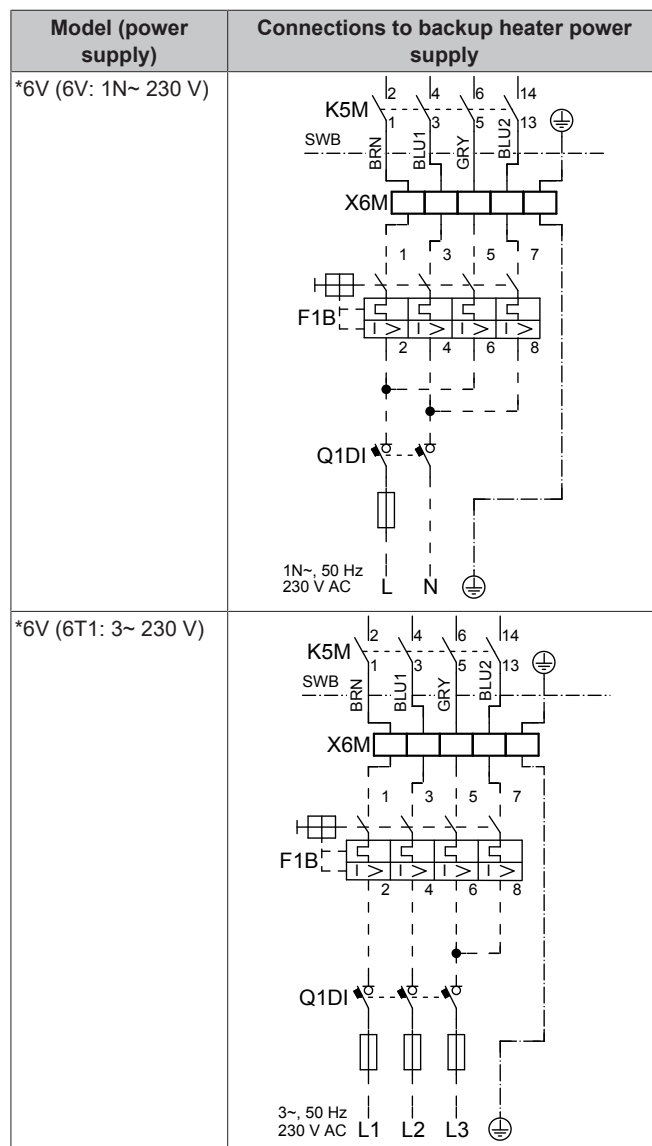 Model (power supply)
Connections to backup heater power supply
*6V (6V: 1N~ 230 V)
2 4 6 14
K5M
1 3 5 13
SWB
BRN BLU1 GRY BLU2
X6M
1 3 5 7
F1B
I > I > I > I >
2 4 6 8
Q1DI
1N~, 50 Hz
230 V AC L N
*6V (6T1: 3~ 230 V)
2 4 6 14
K5M
1 3 5 13
SWB
BRN BLU1 GRY BLU2
X6M
1 3 5 7
F1B
I > I > I > I >
2 4 6 8
Q1DI
3~, 50 Hz
230 V AC L1 L2 L3